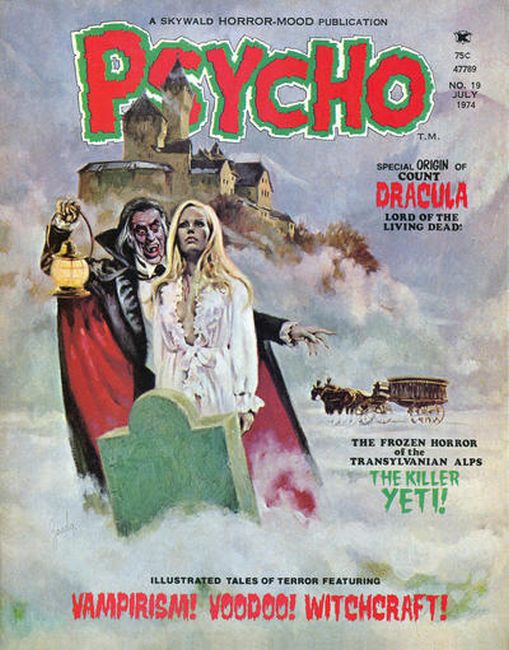 A SKYWALD HORROR-MOOD PUBLICATION
PSYCHO
T.M.
75C
47789
NO. 19
JULY
1974
SPECIAL ORIGIN OF
COUNT
DRACULA
LORD OF THE
LIVING DEAD!
THE FROZEN HORROR
of the
TRANSYLVANIAN ALPS
THE KILLER
YETI!
ILLUSTRATED TALES OF TERROR FEATURING
VAMPIRISM! VOODOO! WITCHCRAFT!